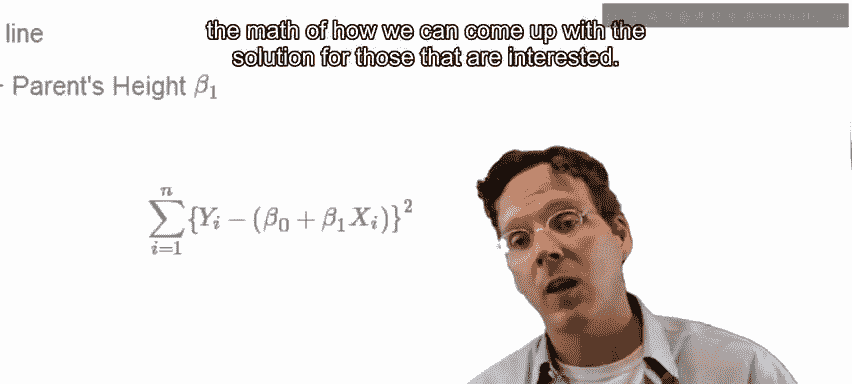 the math of how we can come up with the
solution for those that are interested.
line
Parent's Height β₁
∑ⁿᵢ₌₁{Yᵢ − (β₀ + β₁Xᵢ)}²